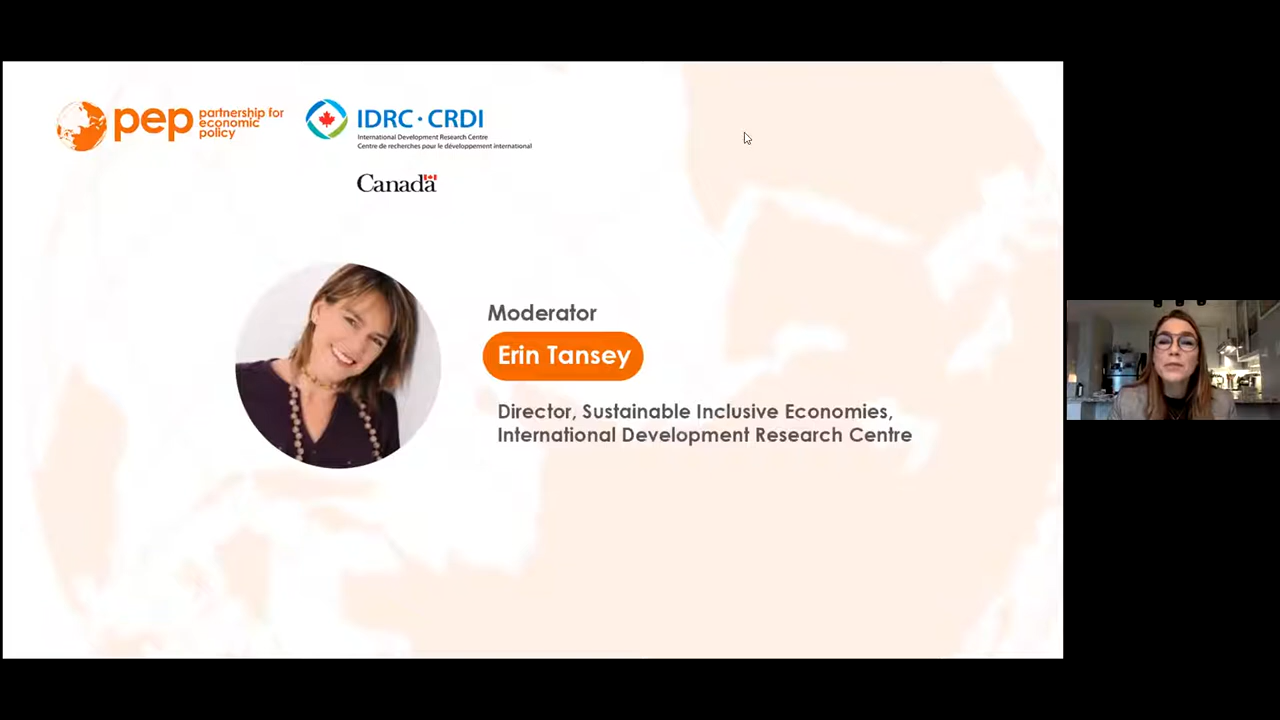 pep
partnership for
economic
policy
IDRC · CRDI
International Development Research Centre
Centre de recherches pour le développement international
Canada
Moderator
Erin Tansey
Director, Sustainable Inclusive Economies,
International Development Research Centre